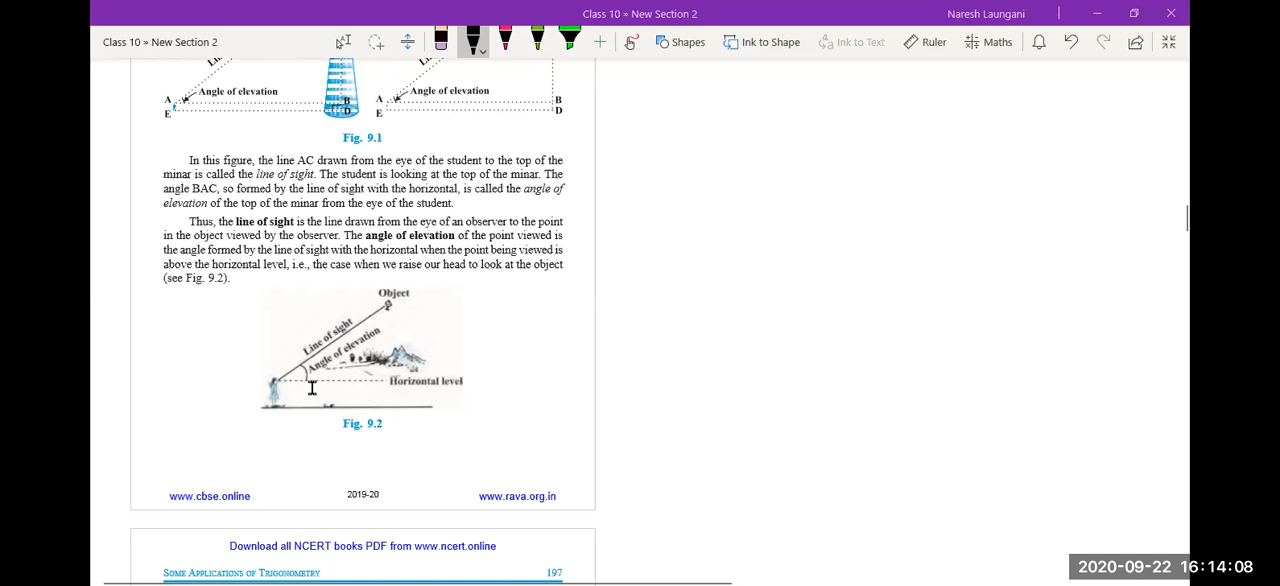 Class 10 » New Section 2
Naresh Laungani
Class 10 » New Section 2
Shapes
Ink to Shape
Ink to Text
Ruler
Maths
Angle of elevation
Angle of elevation
A
B
A
B
E
D
E
D
Fig. 9.1
In this figure, the line AC drawn from the eye of the student to the top of the
minar is called the line of sight. The student is looking at the top of the minar. The
angle BAC, so formed by the line of sight with the horizontal, is called the angle of
elevation of the top of the minar from the eye of the student.
Thus, the line of sight is the line drawn from the eye of an observer to the point
in the object viewed by the observer. The angle of elevation of the point viewed is
the angle formed by the line of sight with the horizontal when the point being viewed is
above the horizontal level, i.e., the case when we raise our head to look at the object
(see Fig. 9.2).
Object
Line of sight
Angle of elevation
Horizontal level
Fig. 9.2
www.cbse.online
2019-20
www.rava.org.in
Download all NCERT books PDF from www.ncert.online
SOME APPLICATIONS OF TRIGONOMETRY
197
2020-09-22 16:14:08